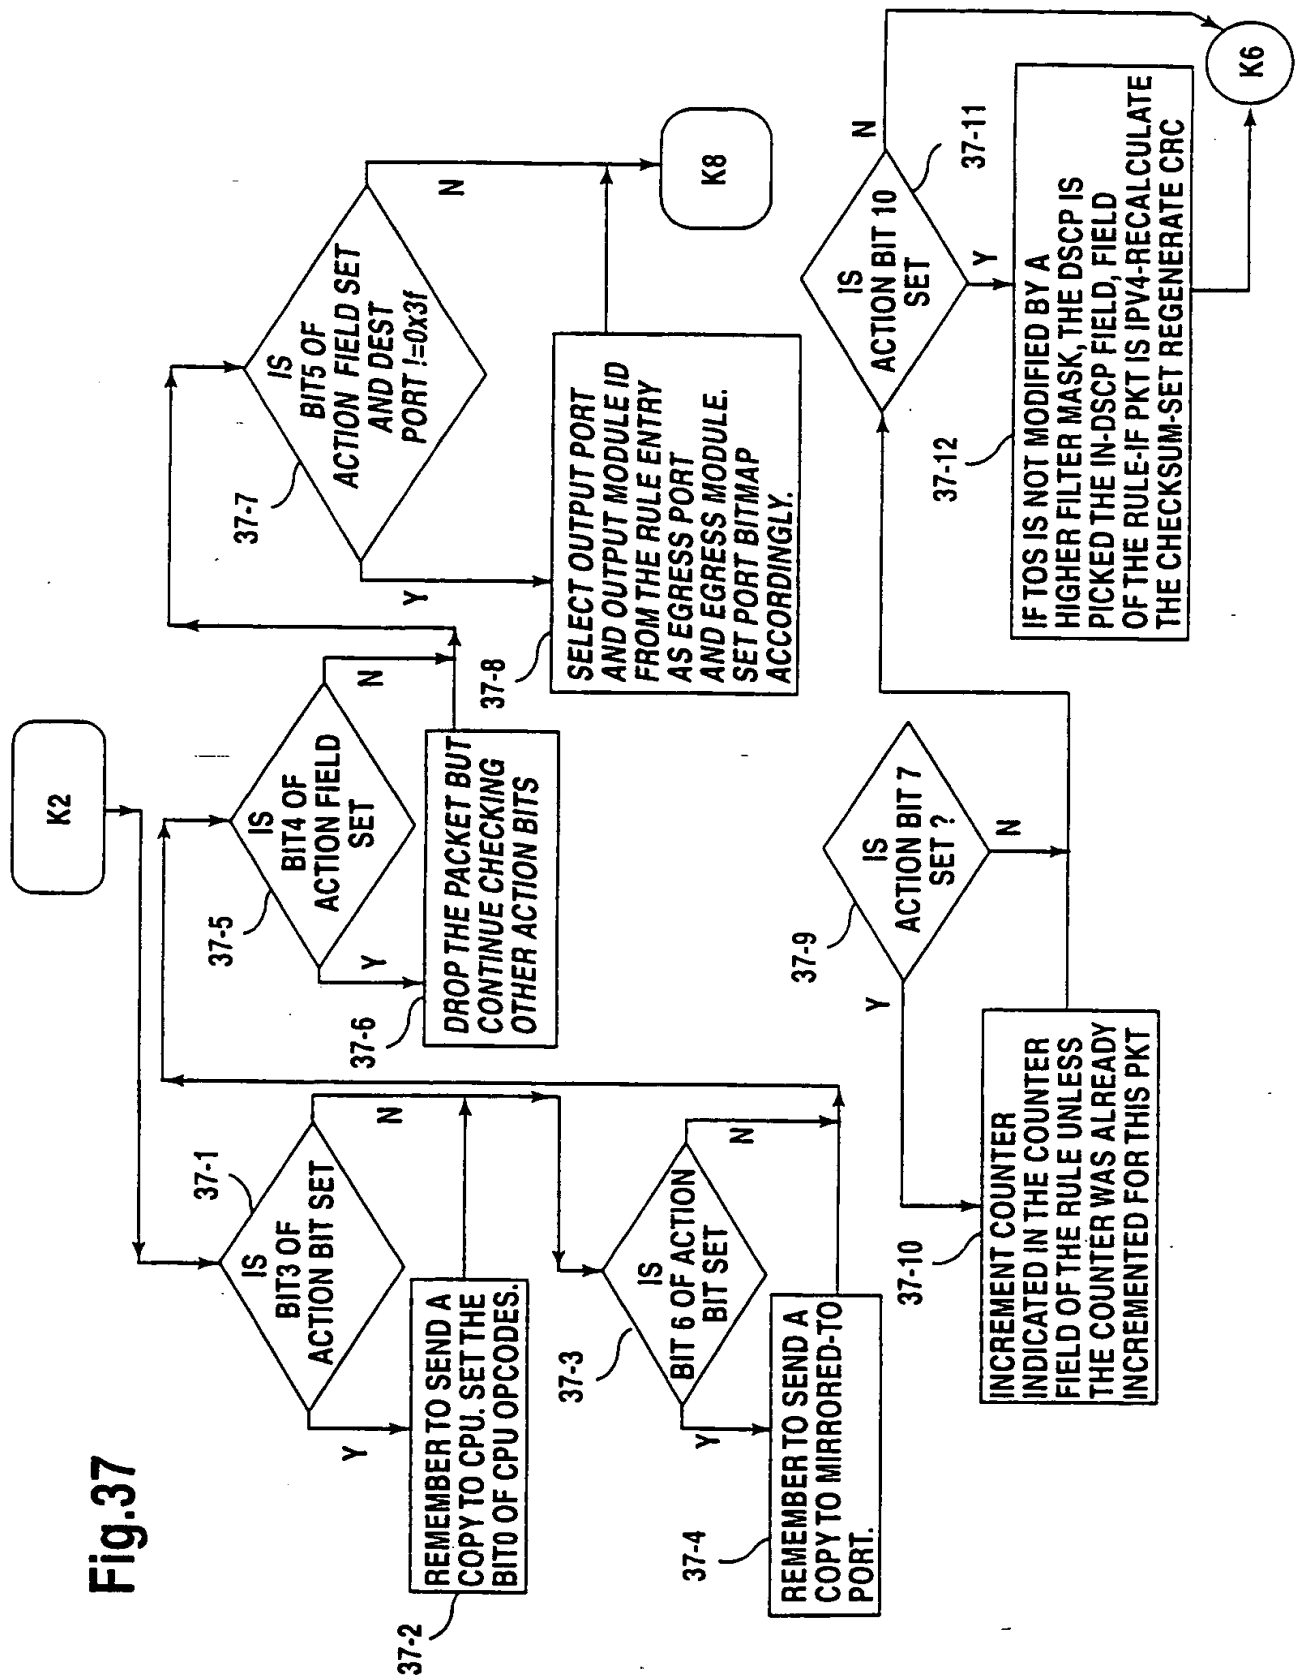 Fig.37
K2
37-1
IS
BIT3 OF
ACTION BIT SET
N
Y
37-2
REMEMBER TO SEND A
COPY TO CPU. SET THE
BIT0 OF CPU OPCODES.
37-3
IS
BIT 6 OF ACTION
BIT SET
N
Y
37-4
REMEMBER TO SEND A
COPY TO MIRRORED-TO
PORT.
37-5
IS
BIT4 OF
ACTION FIELD
SET
N
Y
37-6
DROP THE PACKET BUT
CONTINUE CHECKING
OTHER ACTION BITS
37-7
IS
BIT5 OF
ACTION FIELD SET
AND DEST
PORT !=0x3f
N
Y
37-8
SELECT OUTPUT PORT
AND OUTPUT MODULE ID
FROM THE RULE ENTRY
AS EGRESS PORT
AND EGRESS MODULE.
SET PORT BITMAP
ACCORDINGLY.
K8
37-9
IS
ACTION BIT 7
SET ?
Y
N
37-10
INCREMENT COUNTER
INDICATED IN THE COUNTER
FIELD OF THE RULE UNLESS
THE COUNTER WAS ALREADY
INCREMENTED FOR THIS PKT
37-11
IS
ACTION BIT 10
SET
N
Y
37-12
IF TOS IS NOT MODIFIED BY A
HIGHER FILTER MASK, THE DSCP IS
PICKED THE IN-DSCP FIELD, FIELD
OF THE RULE-IF PKT IS IPV4-RECALCULATE
THE CHECKSUM-SET REGENERATE CRC
K6